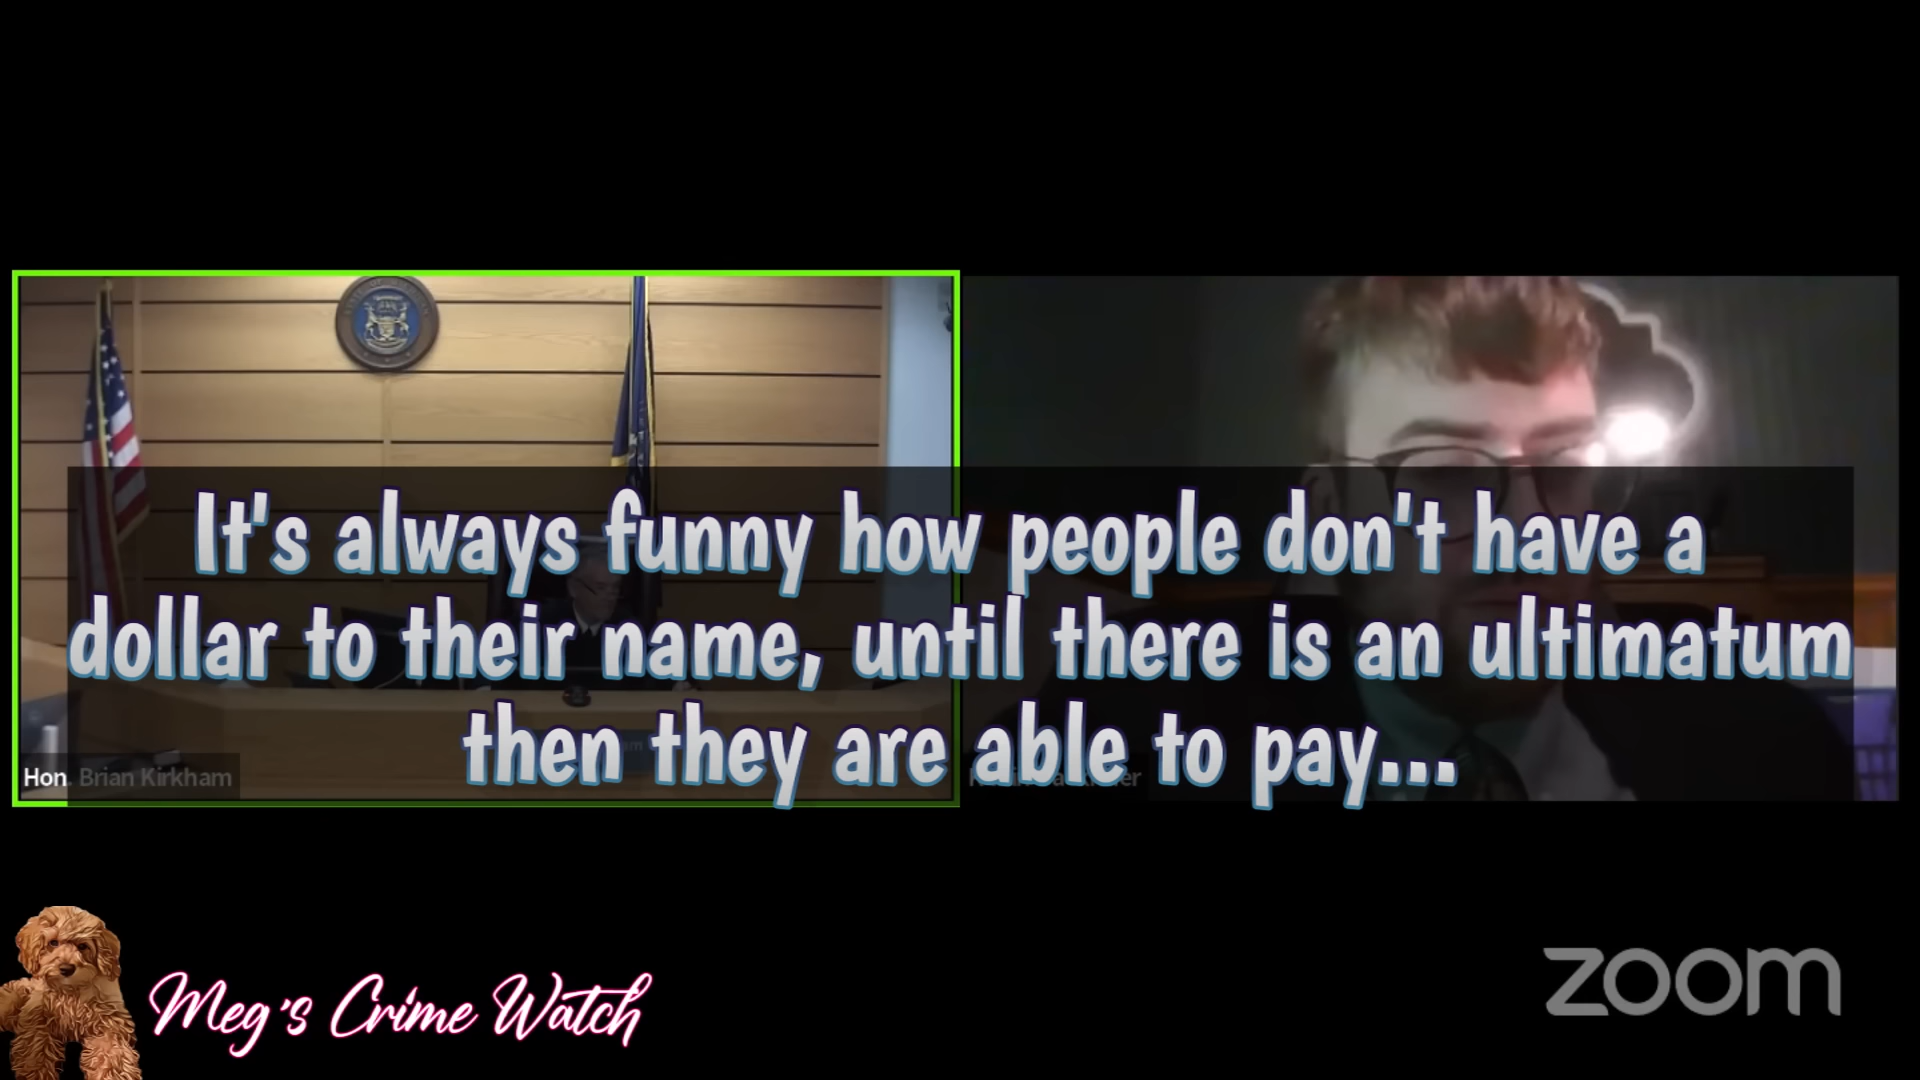 It's always funny how people don't have a
dollar to their name, until there is an ultimatum
then they are able to pay...
Hon. Brian Kirkham
Meg's Crime Watch
zoom